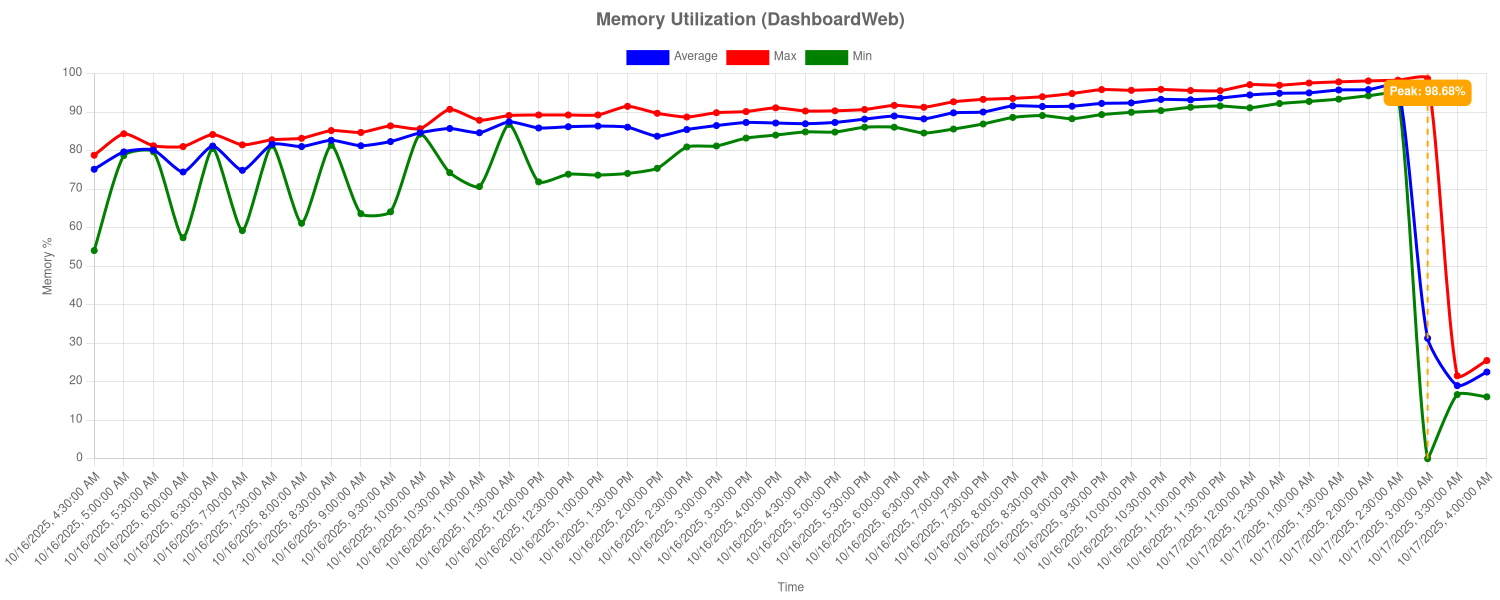 Memory Utilization (DashboardWeb)
Average Max Min
100
90
80
70
60
50
40
30
20
10
0
Memory %
Peak: 98.68%
10/16/2025, 4:30:00 AM
10/16/2025, 5:00:00 AM
10/16/2025, 5:30:00 AM
10/16/2025, 6:00:00 AM
10/16/2025, 6:30:00 AM
10/16/2025, 7:00:00 AM
10/16/2025, 7:30:00 AM
10/16/2025, 8:00:00 AM
10/16/2025, 8:30:00 AM
10/16/2025, 9:00:00 AM
10/16/2025, 9:30:00 AM
10/16/2025, 10:00:00 AM
10/16/2025, 10:30:00 AM
10/16/2025, 11:00:00 AM
10/16/2025, 11:30:00 AM
10/16/2025, 12:00:00 PM
10/16/2025, 12:30:00 PM
10/16/2025, 1:00:00 PM
10/16/2025, 1:30:00 PM
10/16/2025, 2:00:00 PM
10/16/2025, 2:30:00 PM
10/16/2025, 3:00:00 PM
10/16/2025, 3:30:00 PM
10/16/2025, 4:00:00 PM
10/16/2025, 4:30:00 PM
10/16/2025, 5:00:00 PM
10/16/2025, 5:30:00 PM
10/16/2025, 6:00:00 PM
10/16/2025, 6:30:00 PM
10/16/2025, 7:00:00 PM
10/16/2025, 7:30:00 PM
10/16/2025, 8:00:00 PM
10/16/2025, 8:30:00 PM
10/16/2025, 9:00:00 PM
10/16/2025, 9:30:00 PM
10/16/2025, 10:00:00 PM
10/16/2025, 10:30:00 PM
10/16/2025, 11:00:00 PM
10/16/2025, 11:30:00 PM
10/17/2025, 12:00:00 AM
10/17/2025, 12:30:00 AM
10/17/2025, 1:00:00 AM
10/17/2025, 1:30:00 AM
10/17/2025, 2:00:00 AM
10/17/2025, 2:30:00 AM
10/17/2025, 3:00:00 AM
10/17/2025, 3:30:00 AM
10/17/2025, 4:00:00 AM
Time